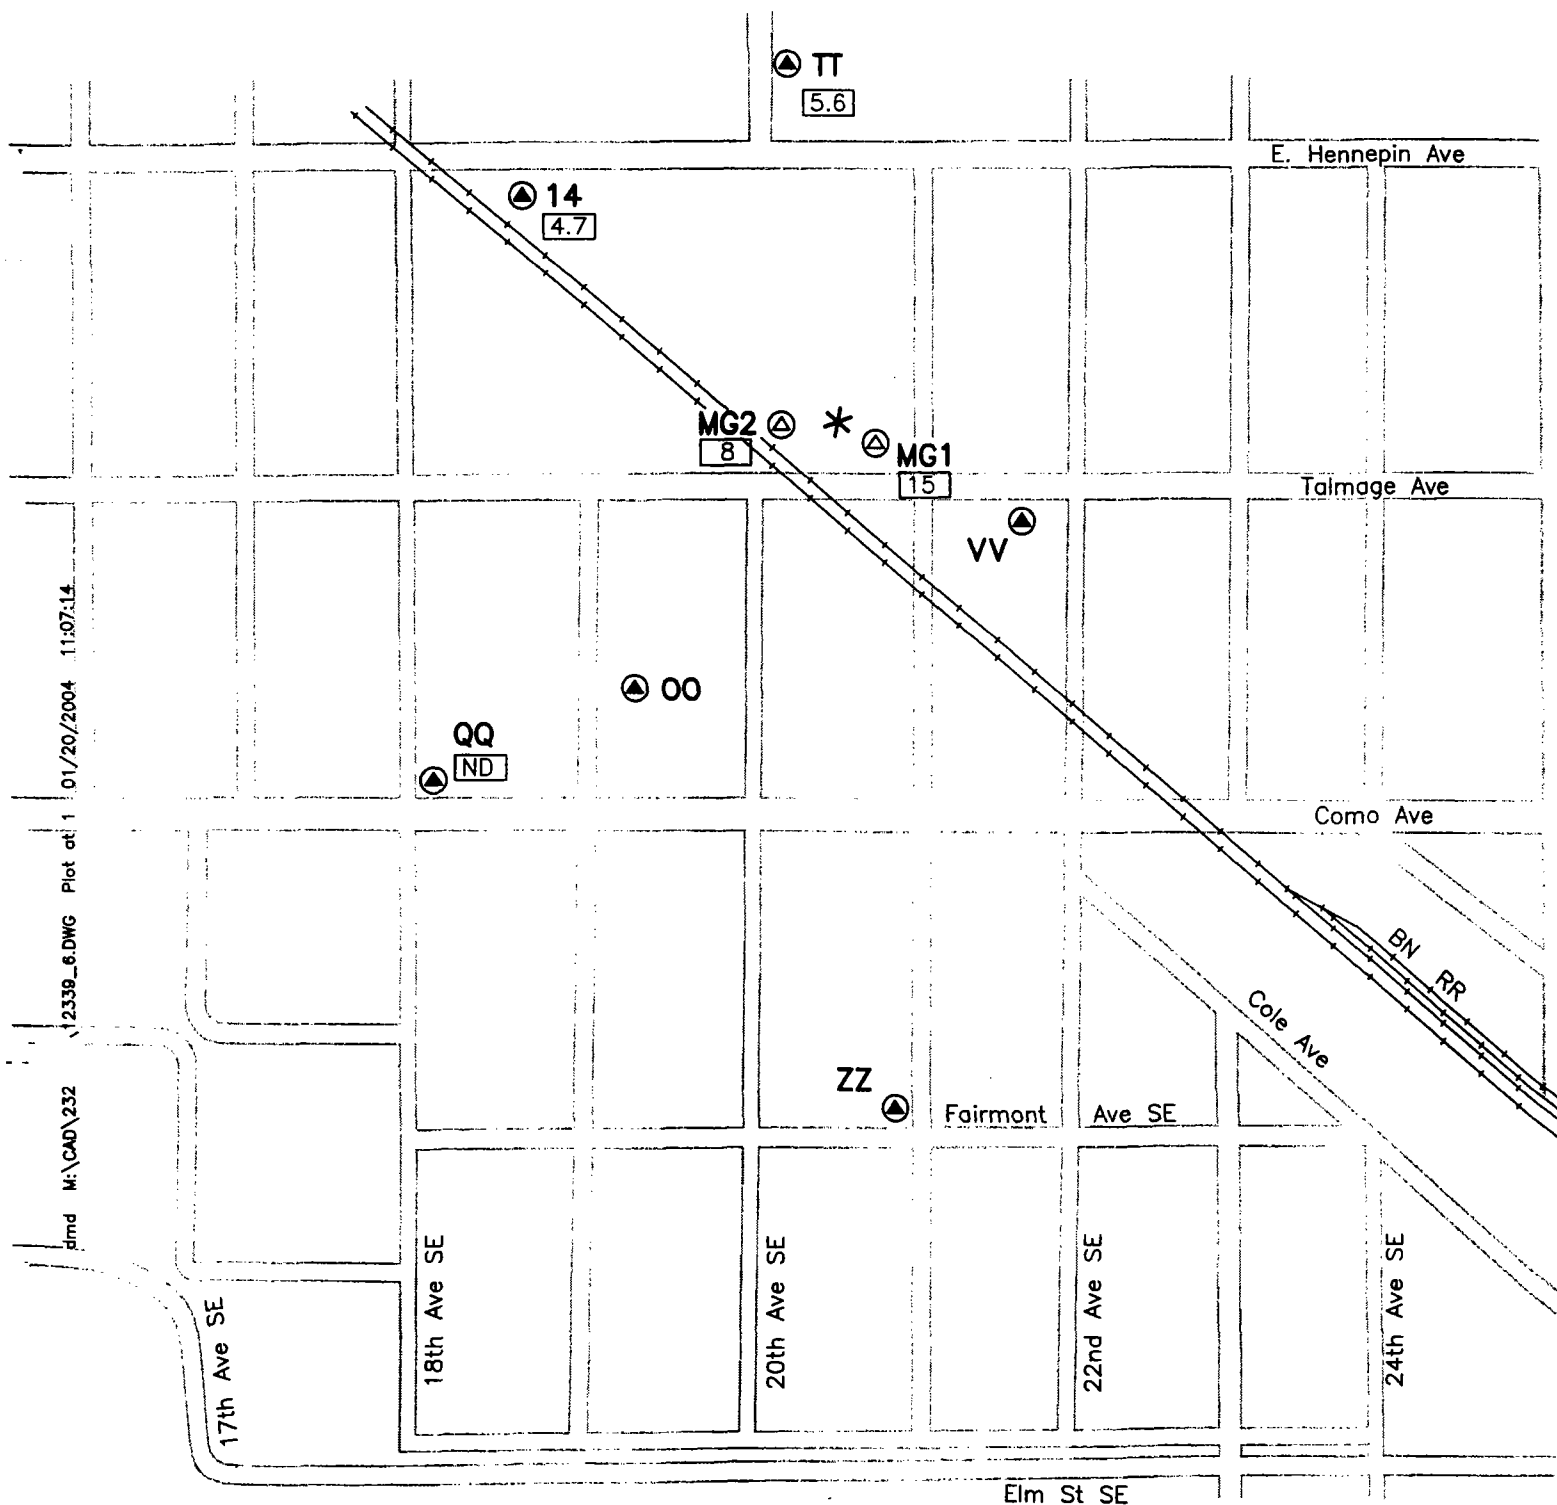 TT
5.6
E. Hennepin Ave
14
4.7
MG2
8
*
MG1
15
Talmage Ave
VV
OO
QQ
ND
Como Ave
BN RR
Cole Ave
ZZ
Fairmont Ave SE
17th Ave SE
18th Ave SE
20th Ave SE
22nd Ave SE
24th Ave SE
Elm St SE
dmd M:\CAD\232 \12339_6.DWG Plot at 1 01/20/2004 11:07:14